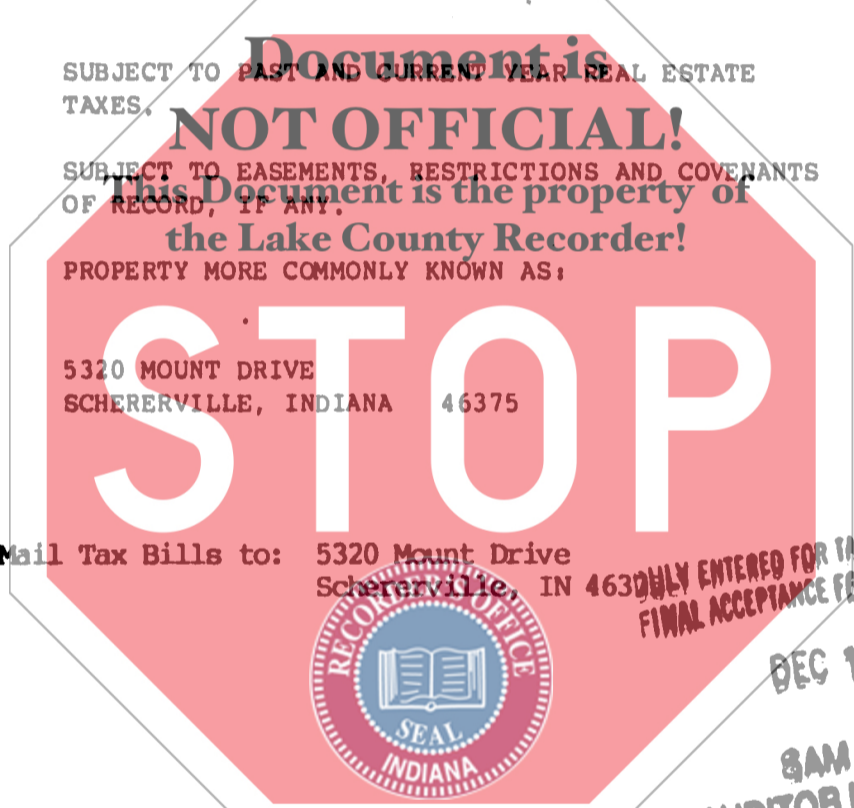 Document is
SUBJECT TO PAST AND CURRENT YEAR REAL ESTATE
TAXES.
NOT OFFICIAL!
SUBJECT TO EASEMENTS, RESTRICTIONS AND COVENANTS
This Document is the property of
OF RECORD, IF ANY.
the Lake County Recorder!
PROPERTY MORE COMMONLY KNOWN AS:
STOP
5320 MOUNT DRIVE
SCHERERVILLE, INDIANA 46375
Mail Tax Bills to: 5320 Mount Drive
Schererville, IN
DULY ENTERED FOR
FINAL ACCEPTANCE
DEC
SAM
RECORDER'S OFFICE
SEAL
INDIANA